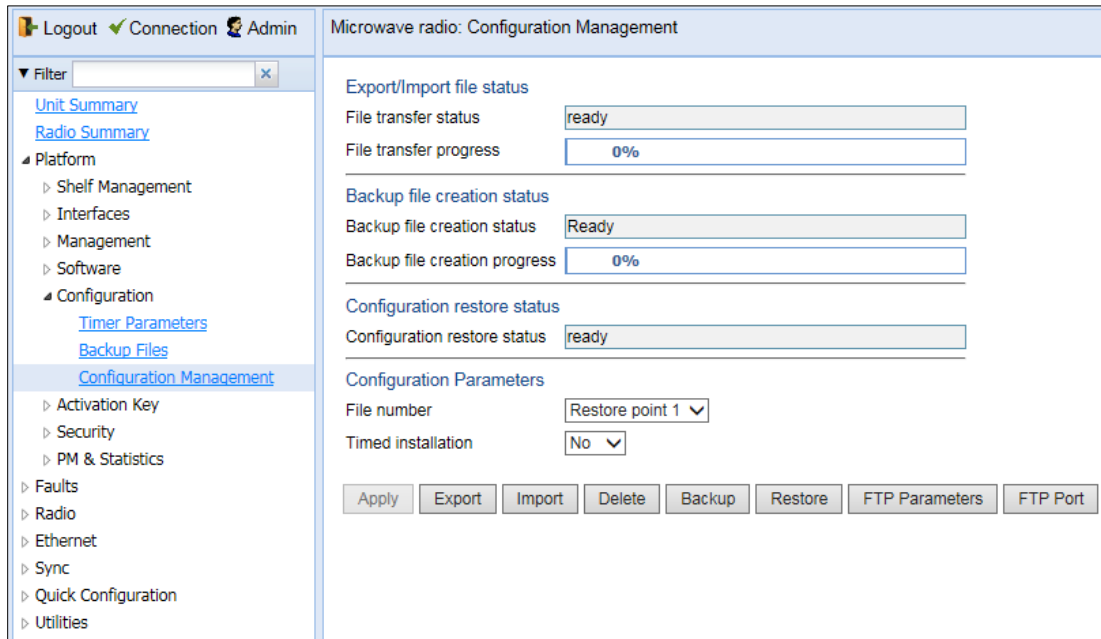 Logout Connection Admin
Filter
Unit Summary
Radio Summary
Platform
Shelf Management
Interfaces
Management
Software
Configuration
Timer Parameters
Backup Files
Configuration Management
Activation Key
Security
PM & Statistics
Faults
Radio
Ethernet
Sync
Quick Configuration
Utilities
Microwave radio: Configuration Management
Export/Import file status
File transfer status ready
File transfer progress 0%
Backup file creation status
Backup file creation status Ready
Backup file creation progress 0%
Configuration restore status
Configuration restore status ready
Configuration Parameters
File number Restore point 1
Timed installation No
Apply Export Import Delete Backup Restore FTP Parameters FTP Port